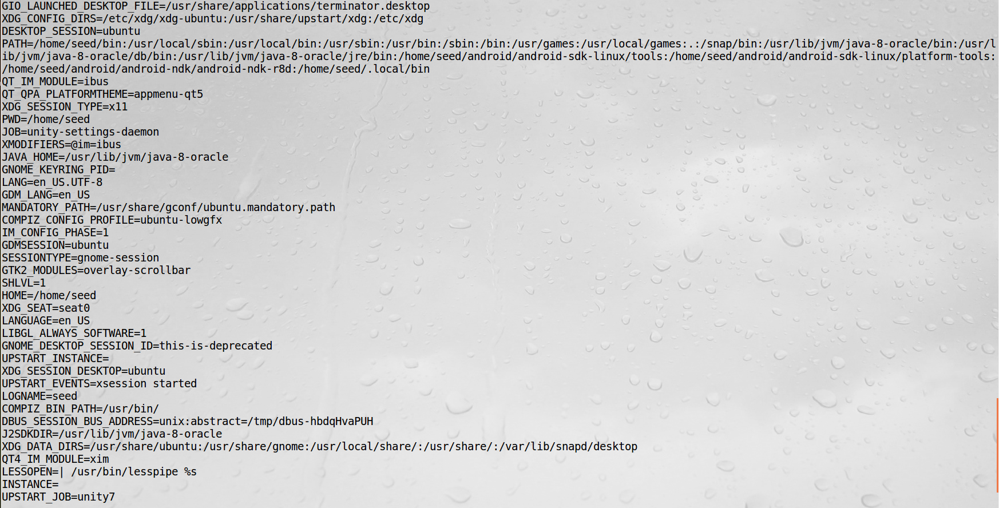 GIO_LAUNCHED_DESKTOP_FILE=/usr/share/applications/terminator.desktop
XDG_CONFIG_DIRS=/etc/xdg/xdg-ubuntu:/usr/share/upstart/xdg:/etc/xdg
DESKTOP_SESSION=ubuntu
PATH=/home/seed/bin:/usr/local/sbin:/usr/local/bin:/usr/sbin:/usr/bin:/sbin:/bin:/usr/games:/usr/local/games:.:/snap/bin:/usr/lib/jvm/java-8-oracle/bin:/usr/l
ib/jvm/java-8-oracle/db/bin:/usr/lib/jvm/java-8-oracle/jre/bin:/home/seed/android/android-sdk-linux/tools:/home/seed/android/android-sdk-linux/platform-tools:
/home/seed/android/android-ndk/android-ndk-r8d:/home/seed/.local/bin
QT_IM_MODULE=ibus
QT_QPA_PLATFORMTHEME=appmenu-qt5
XDG_SESSION_TYPE=x11
PWD=/home/seed
JOB=unity-settings-daemon
XMODIFIERS=@im=ibus
JAVA_HOME=/usr/lib/jvm/java-8-oracle
GNOME_KEYRING_PID=
LANG=en_US.UTF-8
GDM_LANG=en_US
MANDATORY_PATH=/usr/share/gconf/ubuntu.mandatory.path
COMPIZ_CONFIG_PROFILE=ubuntu-lowgfx
IM_CONFIG_PHASE=1
GDMSESSION=ubuntu
SESSIONTYPE=gnome-session
GTK2_MODULES=overlay-scrollbar
SHLVL=1
HOME=/home/seed
XDG_SEAT=seat0
LANGUAGE=en_US
LIBGL_ALWAYS_SOFTWARE=1
GNOME_DESKTOP_SESSION_ID=this-is-deprecated
UPSTART_INSTANCE=
XDG_SESSION_DESKTOP=ubuntu
UPSTART_EVENTS=xsession started
LOGNAME=seed
COMPIZ_BIN_PATH=/usr/bin/
DBUS_SESSION_BUS_ADDRESS=unix:abstract=/tmp/dbus-hbdqHvaPUH
J2SDKDIR=/usr/lib/jvm/java-8-oracle
XDG_DATA_DIRS=/usr/share/ubuntu:/usr/share/gnome:/usr/local/share/:/usr/share/:/var/lib/snapd/desktop
QT4_IM_MODULE=xim
LESSOPEN=| /usr/bin/lesspipe %s
INSTANCE=
UPSTART_JOB=unity7